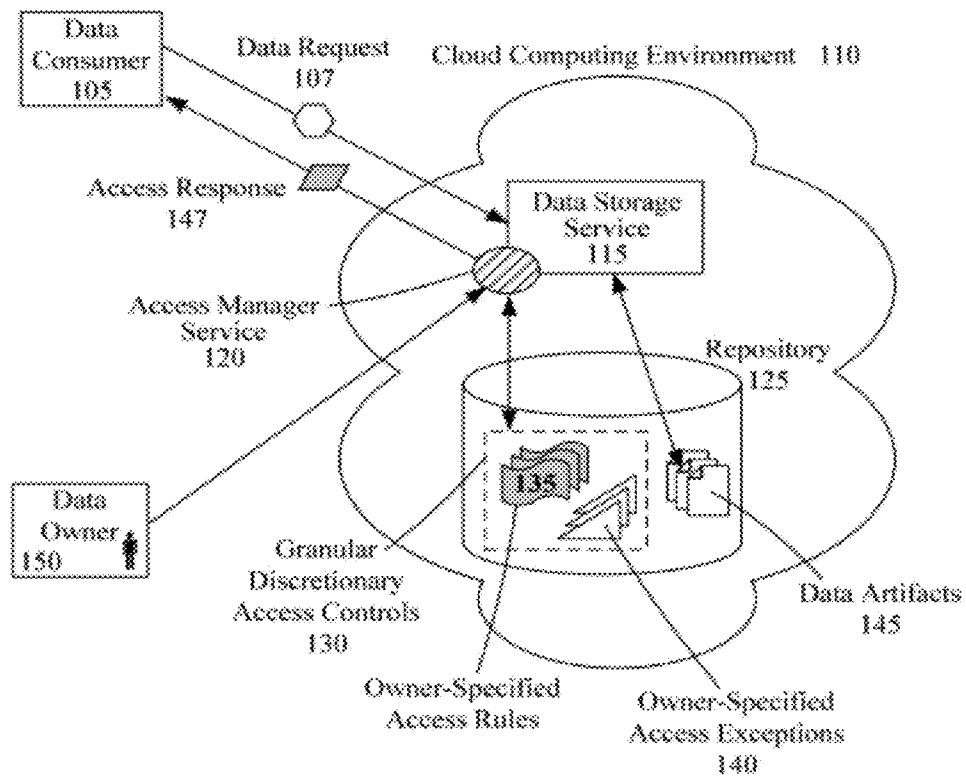 Data
Consumer
105
Data Request
107
Cloud Computing Environment 110
Access Response
147
Data Storage
Service
115
Access Manager
Service
120
Repository
125
135
Data
Owner
150
Granular
Discretionary
Access Controls
130
Data Artifacts
145
Owner-Specified
Access Rules
Owner-Specified
Access Exceptions
140